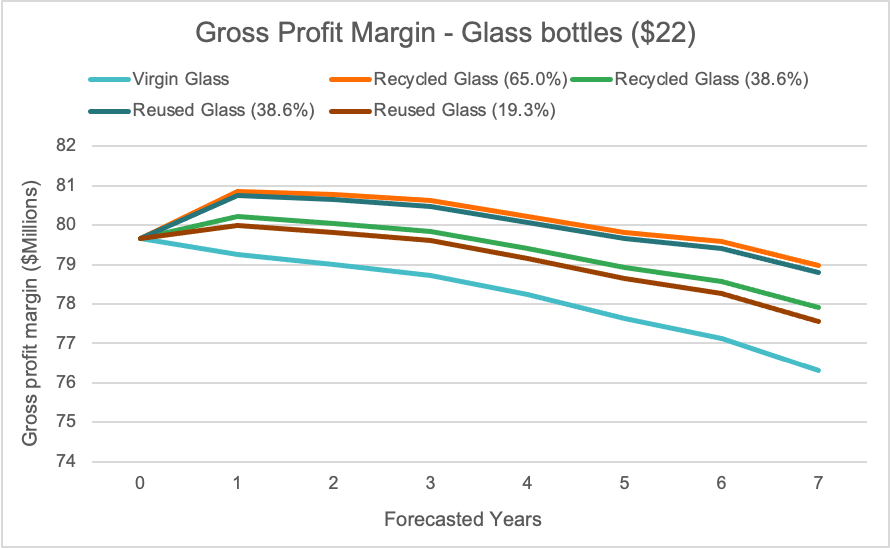 Gross Profit Margin - Glass bottles ($22)
Virgin Glass Recycled Glass (65.0%) Recycled Glass (38.6%)
Reused Glass (38.6%) Reused Glass (19.3%)
Gross profit margin ($Millions)
82
81
80
79
78
77
76
75
74
0 1 2 3 4 5 6 7
Forecasted Years